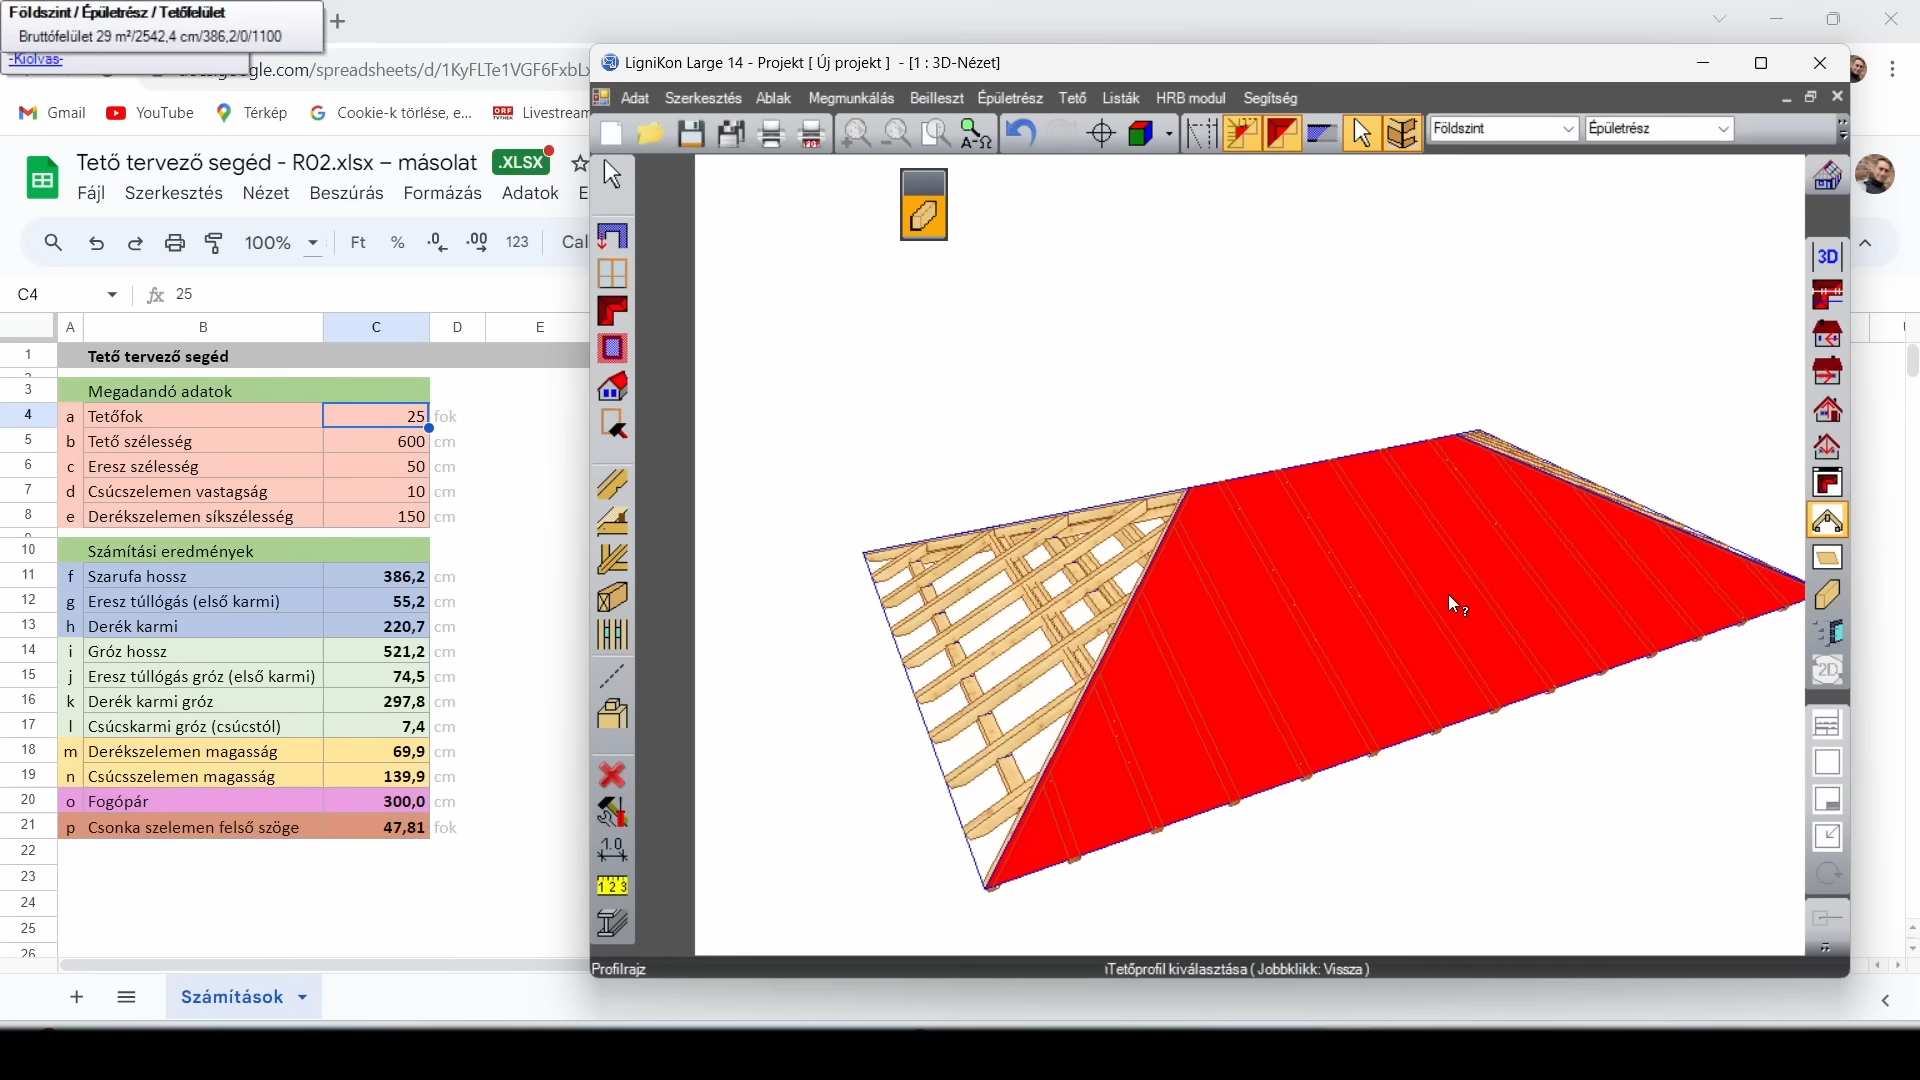 Földszint / Épületrész / Tetőfelület
Bruttófelület 29 m²/2542,4 cm/386,2/0/1100
-Kiolvas-
gle.com/spreadsheets/d/1KyFLTe1VGF6FxbLx
Gmail YouTube Térkép Cookie-k törlése, e... Livestream
Tető tervező segéd - R02.xlsx – másolat .XLSX
Fájl Szerkesztés Nézet Beszúrás Formázás Adatok E
100% Ft % .0 .00 123 Cal
C4 fx 25
A B C D E
1 Tető tervező segéd
3 Megadandó adatok
4 a Tetőfok 25 fok
5 b Tető szélesség 600 cm
6 c Eresz szélesség 50 cm
7 d Csúcszelemen vastagság 10 cm
8 e Derékszelemen síkszélesség 150 cm
10 Számítási eredmények
11 f Szarufa hossz 386,2 cm
12 g Eresz túllógás (első karmi) 55,2 cm
13 h Derék karmi 220,7 cm
14 i Gróz hossz 521,2 cm
15 j Eresz túllógás gróz (első karmi) 74,5 cm
16 k Derék karmi gróz 297,8 cm
17 l Csúcskarmi gróz (csúcstól) 7,4 cm
18 m Derékszelemen magasság 69,9 cm
19 n Csúcsszelemen magasság 139,9 cm
20 o Fogópár 300,0 cm
21 p Csonka szelemen felső szöge 47,81 fok
22
23
24
25
26
Számítások
LigniKon Large 14 - Projekt [ Új projekt ] - [1 : 3D-Nézet]
Adat Szerkesztés Ablak Megmunkálás Beilleszt Épületrész Tető Listák HRB modul Segítség
A-Ω Földszint Épületrész
3D
2D
1.0
1 2 3
Profilrajz Tetőprofil kiválasztása ( Jobbklikk: Vissza )